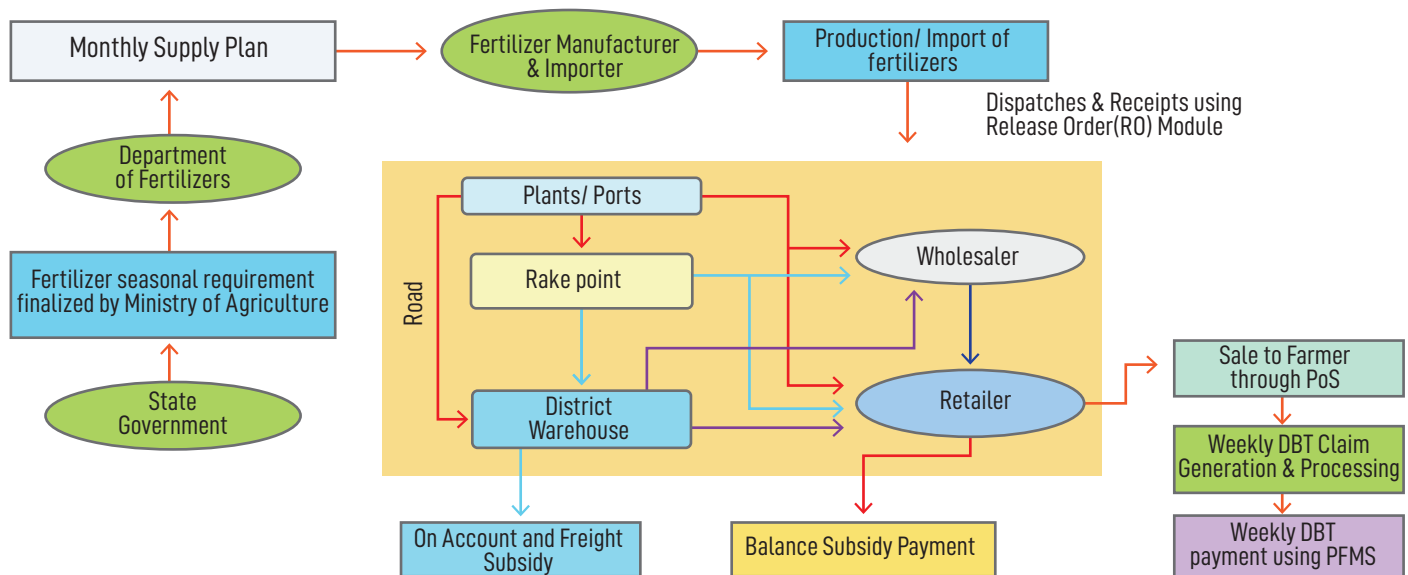 Monthly Supply Plan
Fertilizer Manufacturer
& Importer
Production/ Import of
fertilizers
Dispatches & Receipts using
Release Order(RO) Module
Department
of Fertilizers
Fertilizer seasonal requirement
finalized by Ministry of Agriculture
State
Government
Plants/ Ports
Road
Rake point
Wholesaler
District
Warehouse
Retailer
Sale to Farmer
through PoS
Weekly DBT Claim
Generation & Processing
Weekly DBT
payment using PFMS
On Account and Freight
Subsidy
Balance Subsidy Payment